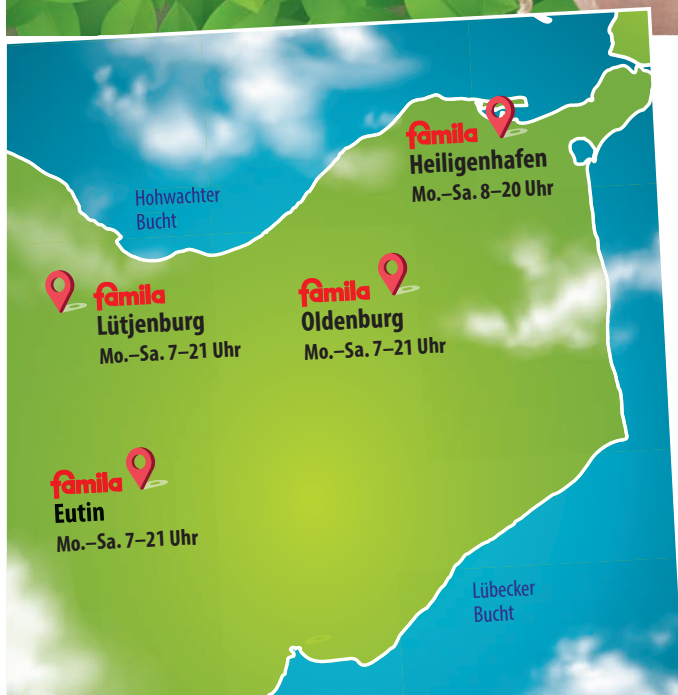 famila
Heiligenhafen
Mo.–Sa. 8–20 Uhr
Hohwachter
Bucht
famila
Lütjenburg
Mo.–Sa. 7–21 Uhr
famila
Oldenburg
Mo.–Sa. 7–21 Uhr
famila
Eutin
Mo.–Sa. 7–21 Uhr
Lübecker
Bucht